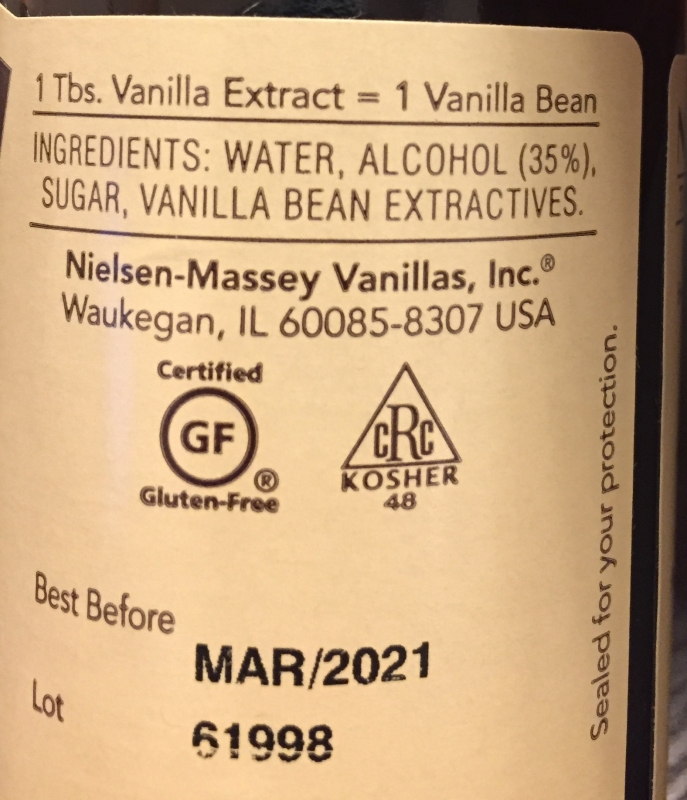 1 Tbs. Vanilla Extract = 1 Vanilla Bean
INGREDIENTS: WATER, ALCOHOL (35%),
SUGAR, VANILLA BEAN EXTRACTIVES.
Nielsen-Massey Vanillas, Inc.®
Waukegan, IL 60085-8307 USA
Certified
GF
®
Gluten-Free
cRc
KOSHER
48
Best Before
MAR/2021
Lot
61998
Sealed for your protection.